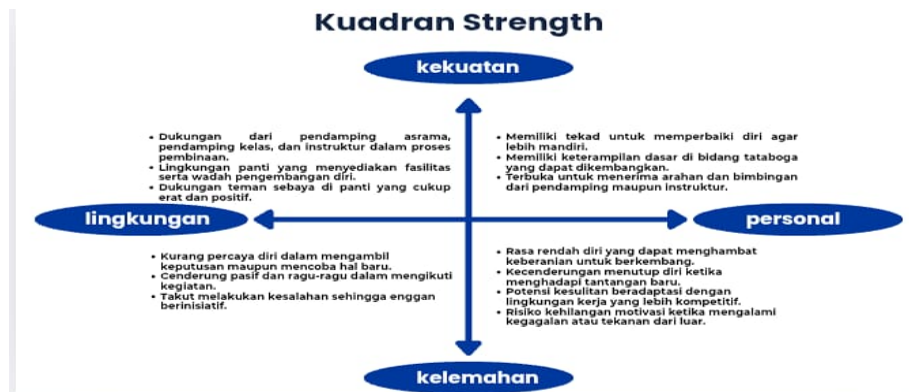 Kuadran Strength
kekuatan
• Dukungan dari pendamping asrama,
pendamping kelas, dan instruktur dalam proses
pembinaan.
• Lingkungan panti yang menyediakan fasilitas
serta wadah pengembangan diri.
• Dukungan teman sebaya di panti yang cukup
erat dan positif.
• Memiliki tekad untuk memperbaiki diri agar
lebih mandiri.
• Memiliki keterampilan dasar di bidang tataboga
yang dapat dikembangkan.
• Terbuka untuk menerima arahan dan bimbingan
dari pendamping maupun instruktur.
lingkungan
personal
• Kurang percaya diri dalam mengambil
keputusan maupun mencoba hal baru.
• Cenderung pasif dan ragu-ragu dalam mengikuti
kegiatan.
• Takut melakukan kesalahan sehingga enggan
berinisiatif.
• Rasa rendah diri yang dapat menghambat
keberanian untuk berkembang.
• Kecenderungan menutup diri ketika
menghadapi tantangan baru.
• Potensi kesulitan beradaptasi dengan
lingkungan kerja yang lebih kompetitif.
• Risiko kehilangan motivasi ketika mengalami
kegagalan atau tekanan dari luar.
kelemahan